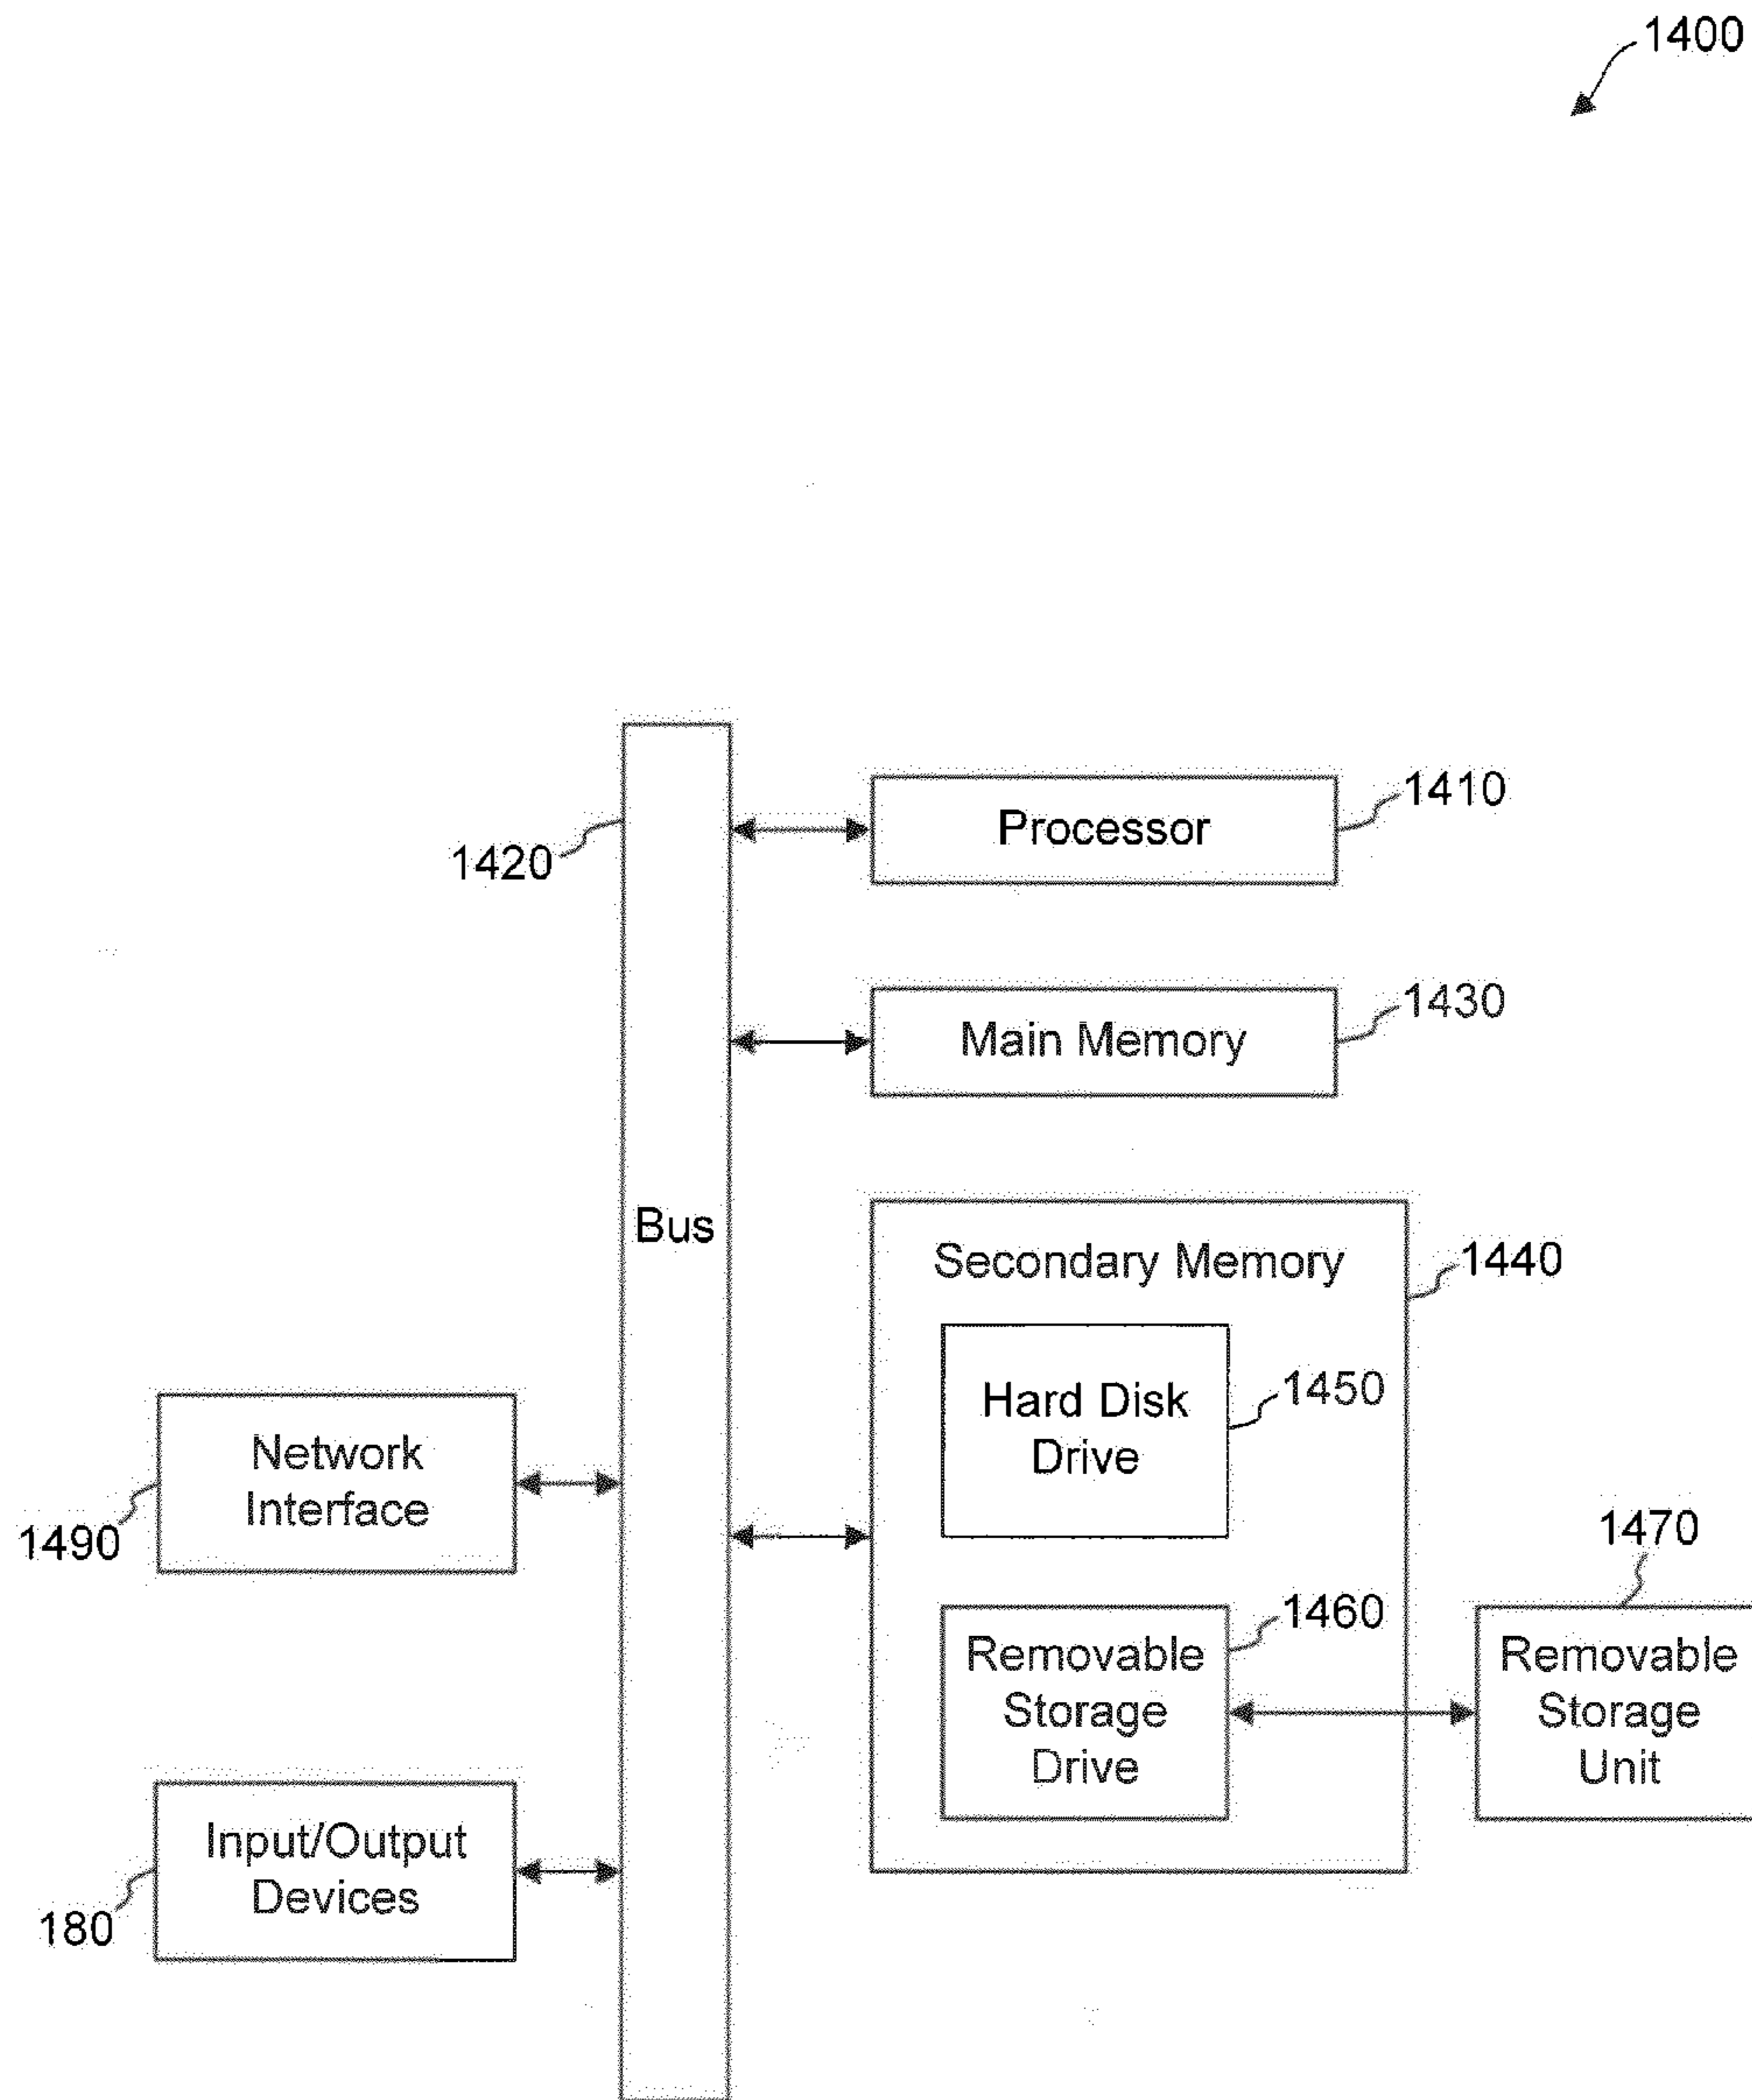 1400
Processor
1410
1420
Main Memory
1430
Bus
Secondary Memory
1440
Hard Disk
Drive
1450
Network
Interface
1490
1470
1460
Removable
Storage
Drive
Removable
Storage
Unit
Input/Output
Devices
180